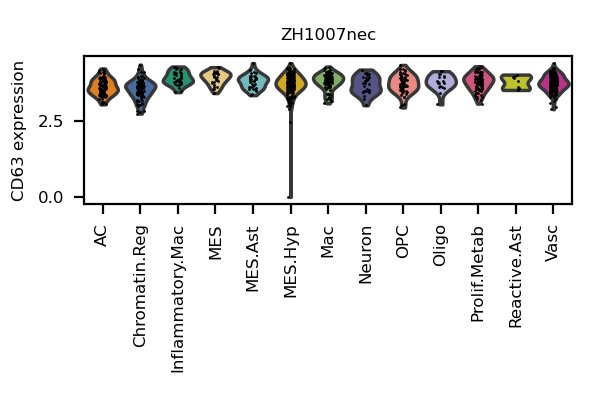 ZH1007nec
CD63 expression
2.5
0.0
AC
Chromatin.Reg
Inflammatory.Mac
MES
MES.Ast
MES.Hyp
Mac
Neuron
OPC
Oligo
Prolif.Metab
Reactive.Ast
Vasc